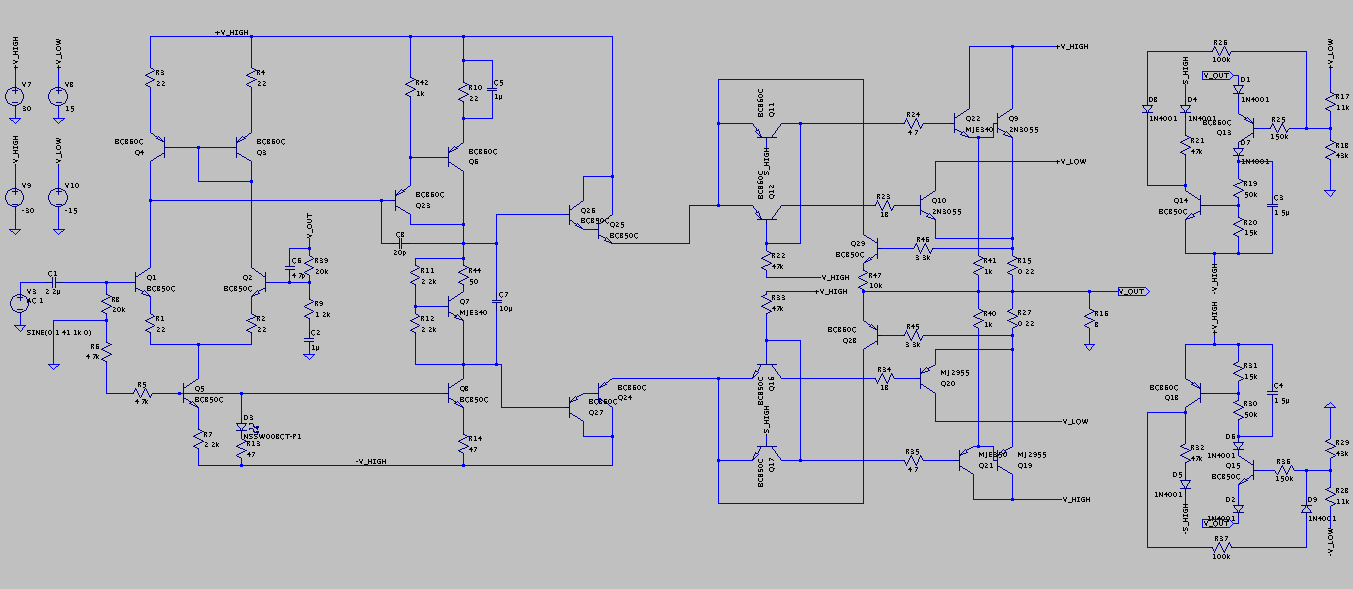 +V_HIGH
V7
30
+V_LOW
V8
15
-V_HIGH
V9
-30
-V_LOW
V10
-15
+V_HIGH
R3
22
R4
22
BC860C
Q4
BC860C
Q3
R42
1k
R10
22
C5
1µ
BC860C
Q6
BC860C
Q23
C8
20p
Q1
BC850C
Q2
BC850C
C1
2.2µ
V3
AC 1
SINE(0 1.41 1k 0)
R8
20k
R6
4.7k
R5
4.7k
R1
22
R2
22
V_OUT
C6
4.7p
R39
20k
R9
1.2k
C2
1µ
Q5
BC850C
R7
2.2k
D3
NSSW008CT-P1
R13
47
-V_HIGH
R11
2.2k
R12
2.2k
R44
50
Q7
MJE340
C7
10µ
Q8
BC850C
R14
47
Q26
BC850C
Q25
BC850C
BC860C
Q24
BC860C
Q27
BC860C
Q11
S_HIGH
BC860C
Q12
R22
47k
-V_HIGH
R33
47k
+V_HIGH
BC850C
Q16
-S_HIGH
BC850C
Q17
R24
4.7
R23
18
Q22
MJE340
Q9
2N3055
+V_HIGH
+V_LOW
Q10
2N3055
Q29
BC850C
R46
3.3k
R47
10k
R41
1k
R15
0.22
V_OUT
R40
1k
R27
0.22
R16
8
BC860C
Q28
R45
3.3k
R34
18
MJ2955
Q20
-V_LOW
R35
4.7
MJE350
Q21
MJ2955
Q19
-V_HIGH
R26
100k
V_OUT
S_HIGH
D8
1N4001
D4
1N4001
D1
1N4001
BC860C
Q13
R25
150k
+V_LOW
R17
11k
R18
43k
R21
47k
D7
1N4001
Q14
BC850C
R19
50k
R20
15k
C3
1.5µ
-V_HIGH
+V_HIGH
BC860C
Q18
R31
15k
R30
50k
C4
1.5µ
R32
47k
D5
1N4001
-S_HIGH
D6
1N4001
Q15
BC850C
R36
150k
R29
43k
R28
11k
D2
1N4001
V_OUT
D9
1N4001
-V_LOW
R37
100k